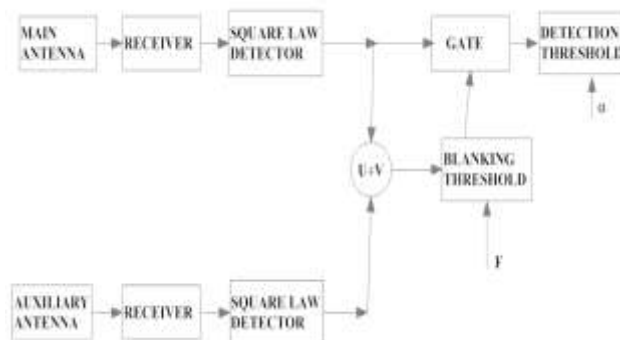 MAIN
ANTENNA
RECEIVER
SQUARE LAW
DETECTOR
GATE
DETECTION
THRESHOLD
α
U÷V
BLANKING
THRESHOLD
F
AUXILIARY
ANTENNA
RECEIVER
SQUARE LAW
DETECTOR